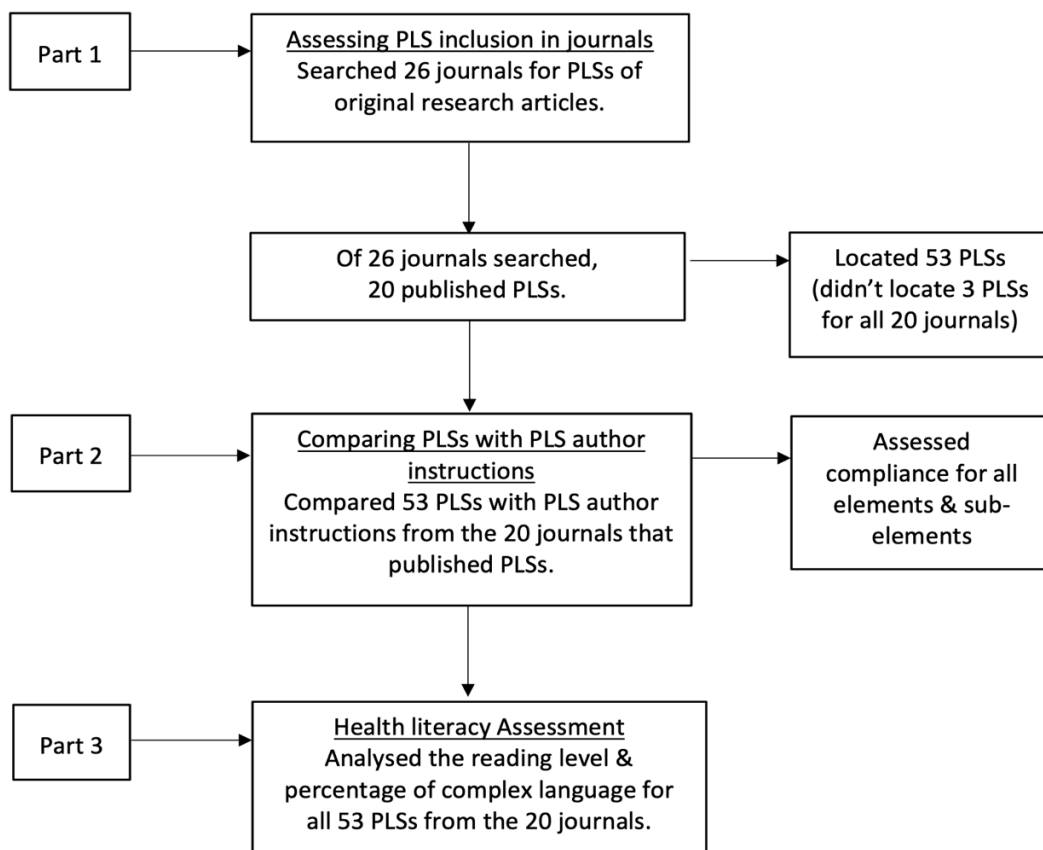 Part 1
Assessing PLS inclusion in journals
Searched 26 journals for PLSs of
original research articles.
Of 26 journals searched,
20 published PLSs.
Located 53 PLSs
(didn’t locate 3 PLSs
for all 20 journals)
Part 2
Comparing PLSs with PLS author
instructions
Compared 53 PLSs with PLS author
instructions from the 20 journals that
published PLSs.
Assessed
compliance for all
elements & sub-
elements
Part 3
Health literacy Assessment
Analysed the reading level &
percentage of complex language for
all 53 PLSs from the 20 journals.